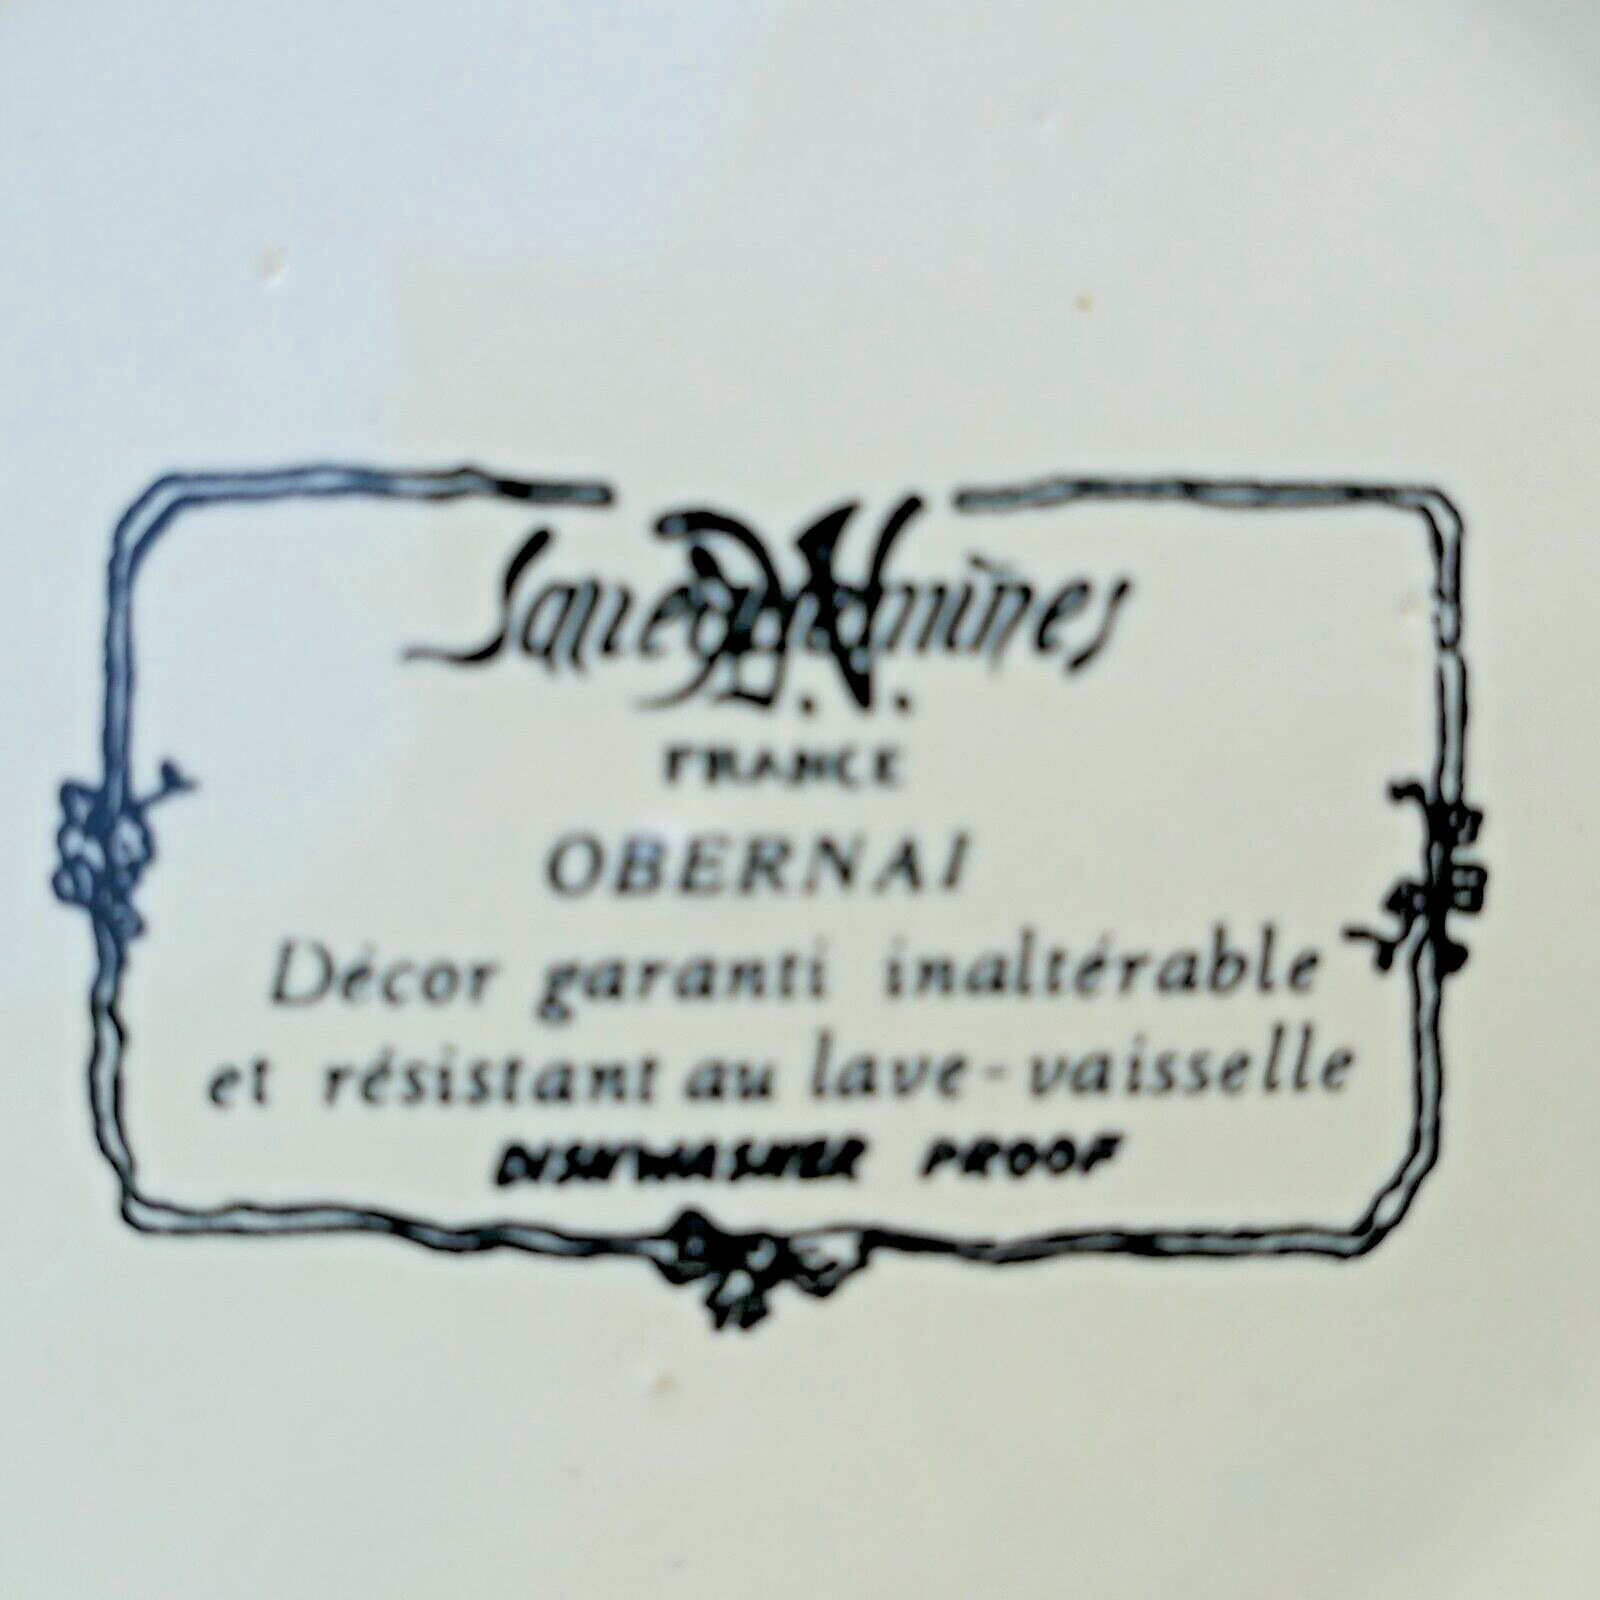 Sarreguemines
D.V.
FRANCE
OBERNAI
Décor garanti inaltérable
et résistant au lave-vaisselle
DISHWASHER PROOF